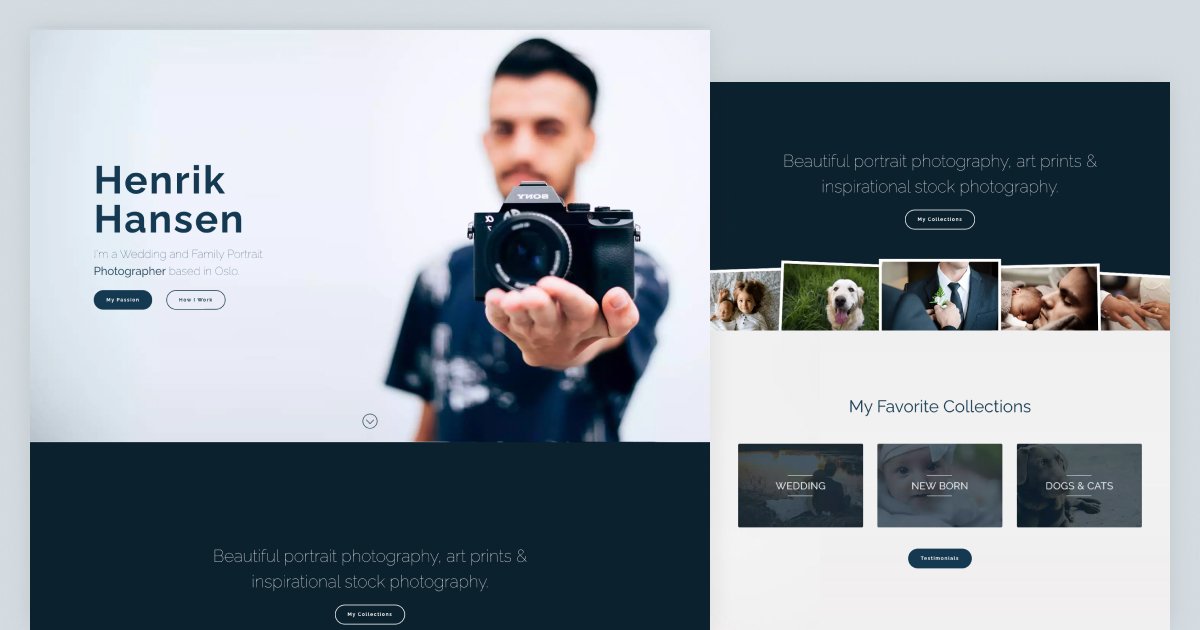 Henrik
Hansen
I'm a Wedding and Family Portrait
Photographer based in Oslo.
My Passion
How I Work
SONY
α
7
Beautiful portrait photography, art prints &
inspirational stock photography.
My Collections
Beautiful portrait photography, art prints &
inspirational stock photography.
My Collections
My Favorite Collections
WEDDING
NEW BORN
DOGS & CATS
Testimonials